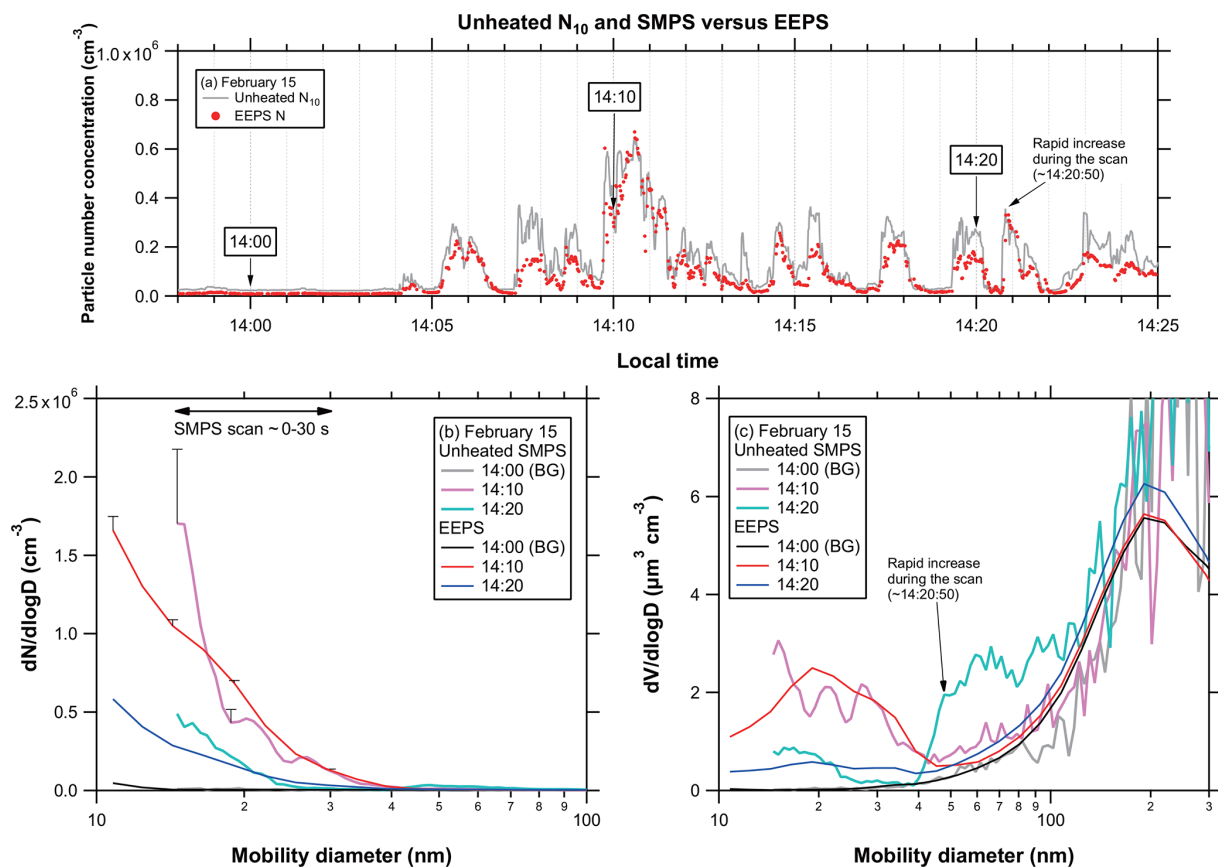 Unheated N₁₀ and SMPS versus EEPS
Particle number concentration (cm⁻³)
1.0x10⁶
0.8
0.6
0.4
0.2
0.0
(a) February 15
Unheated N₁₀
EEPS N
14:00
14:10
14:20
Rapid increase
during the scan
(~14:20:50)
14:00
14:05
14:10
14:15
14:20
14:25
Local time
dN/dlogD (cm⁻³)
2.5x10⁶
2.0
1.5
1.0
0.5
0.0
SMPS scan ~ 0-30 s
(b) February 15
Unheated SMPS
14:00 (BG)
14:10
14:20
EEPS
14:00 (BG)
14:10
14:20
10
2
3
4
5
6
7
8
9
100
Mobility diameter (nm)
dV/dlogD (µm³ cm⁻³)
8
6
4
2
0
(c) February 15
Unheated SMPS
14:00 (BG)
14:10
14:20
EEPS
14:00 (BG)
14:10
14:20
Rapid increase
during the scan
(~14:20:50)
10
2
3
4
5
6
7
8
9
100
2
3
Mobility diameter (nm)